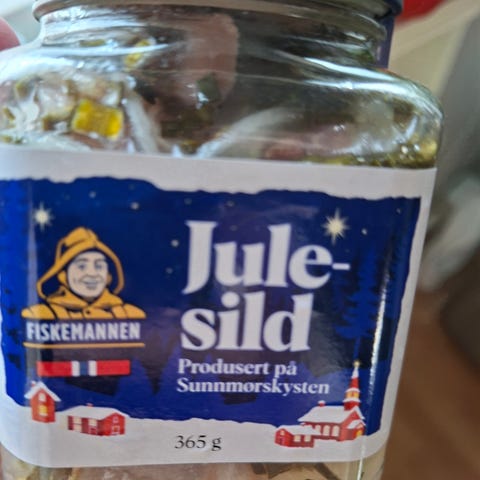 Jule-
sild
Produsert på
Sunnmørskysten
FISKEMANNEN
365 g